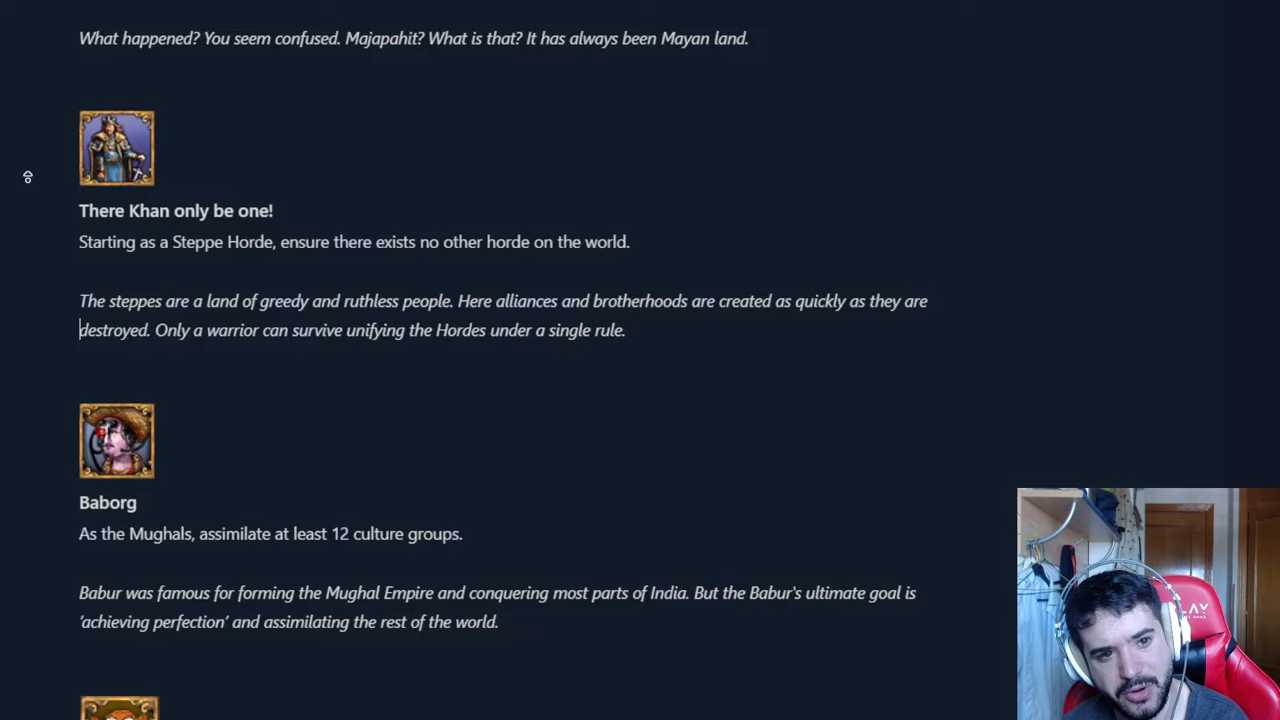 What happened? You seem confused. Majapahit? What is that? It has always been Mayan land.
There Khan only be one!
Starting as a Steppe Horde, ensure there exists no other horde on the world.
The steppes are a land of greedy and ruthless people. Here alliances and brotherhoods are created as quickly as they are
destroyed. Only a warrior can survive unifying the Hordes under a single rule.
Baborg
As the Mughals, assimilate at least 12 culture groups.
Babur was famous for forming the Mughal Empire and conquering most parts of India. But the Babur's ultimate goal is
‘achieving perfection’ and assimilating the rest of the world.